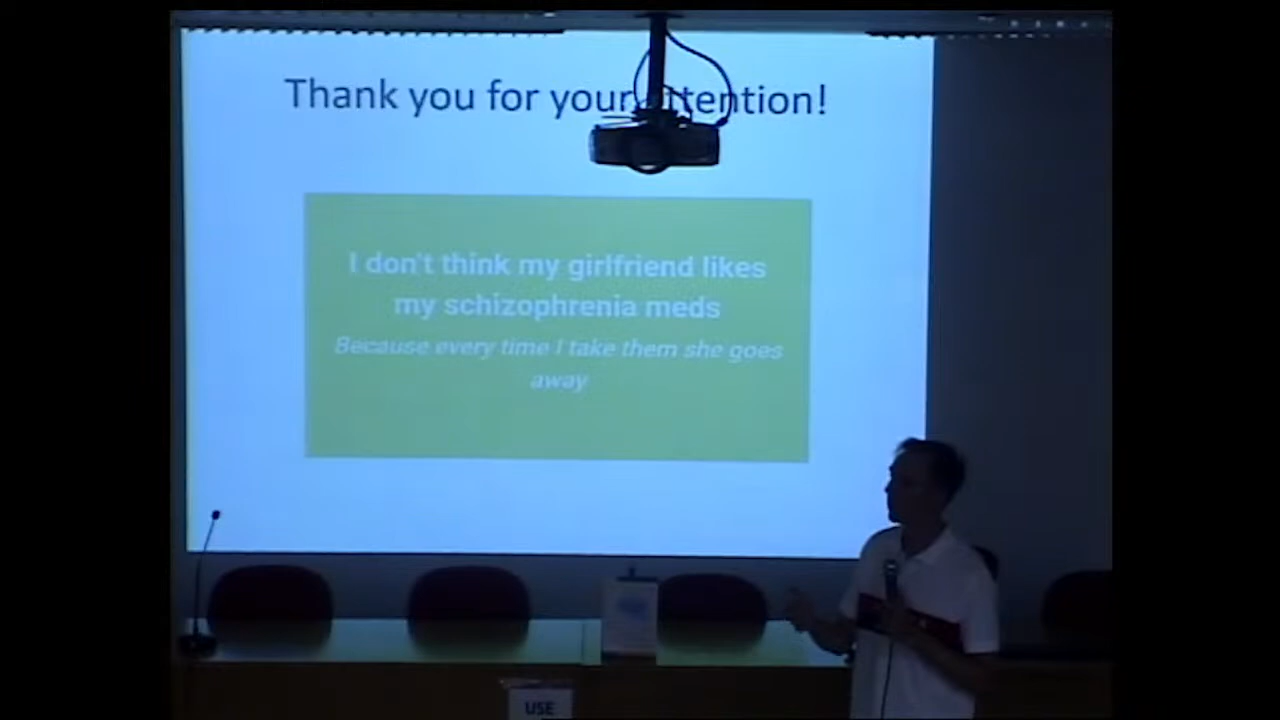 Thank you for your attention!
I don't think my girlfriend likes
my schizophrenia meds
Because every time I take them she goes
away
USE